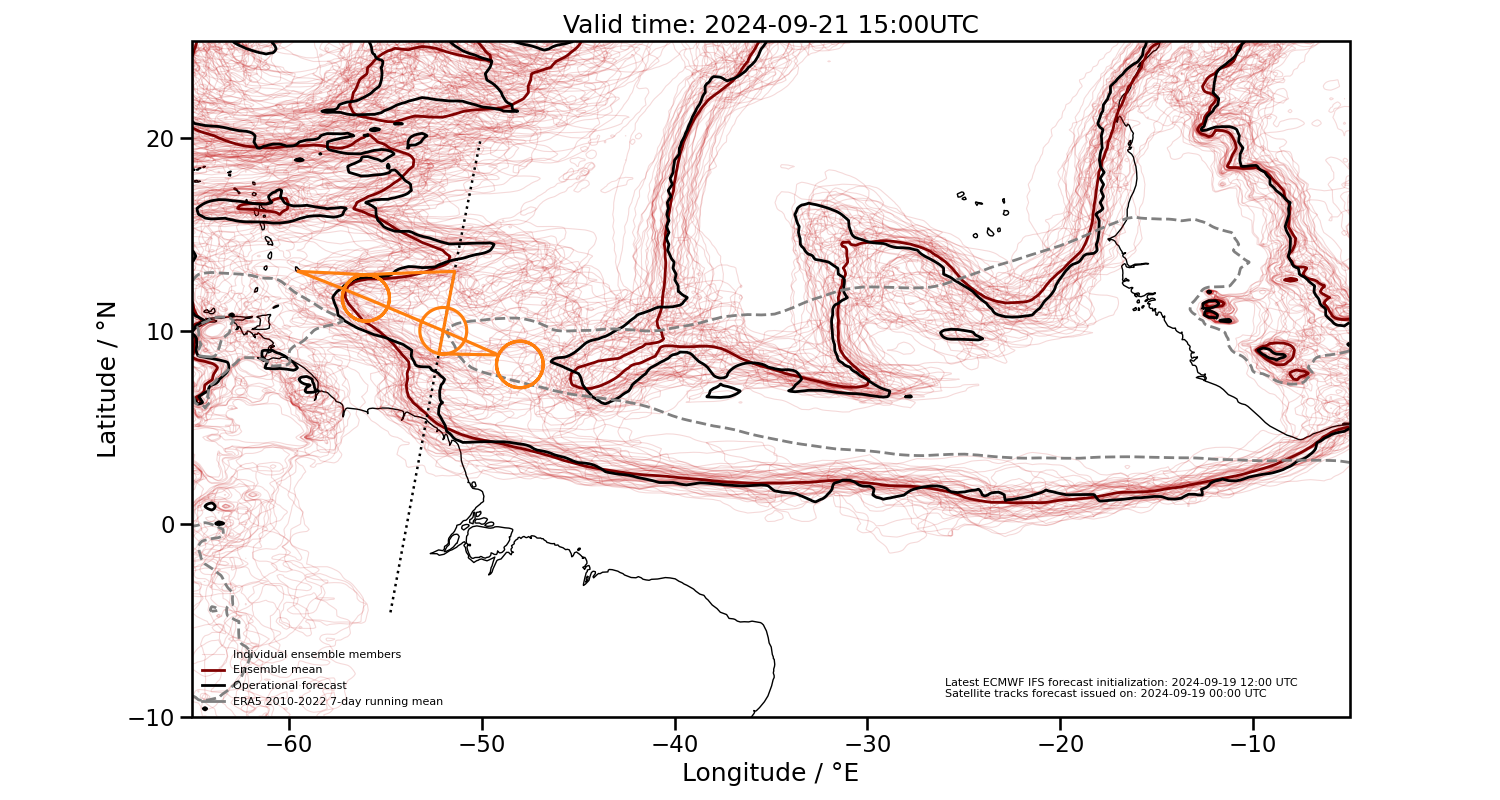 Valid time: 2024-09-21 15:00UTC
20
10
0
−10
Latitude / °N
Individual ensemble members
Ensemble mean
Operational forecast
ERA5 2010-2022 7-day running mean
Latest ECMWF IFS forecast initialization: 2024-09-19 12:00 UTC
Satellite tracks forecast issued on: 2024-09-19 00:00 UTC
−60 −50 −40 −30 −20 −10
Longitude / °E